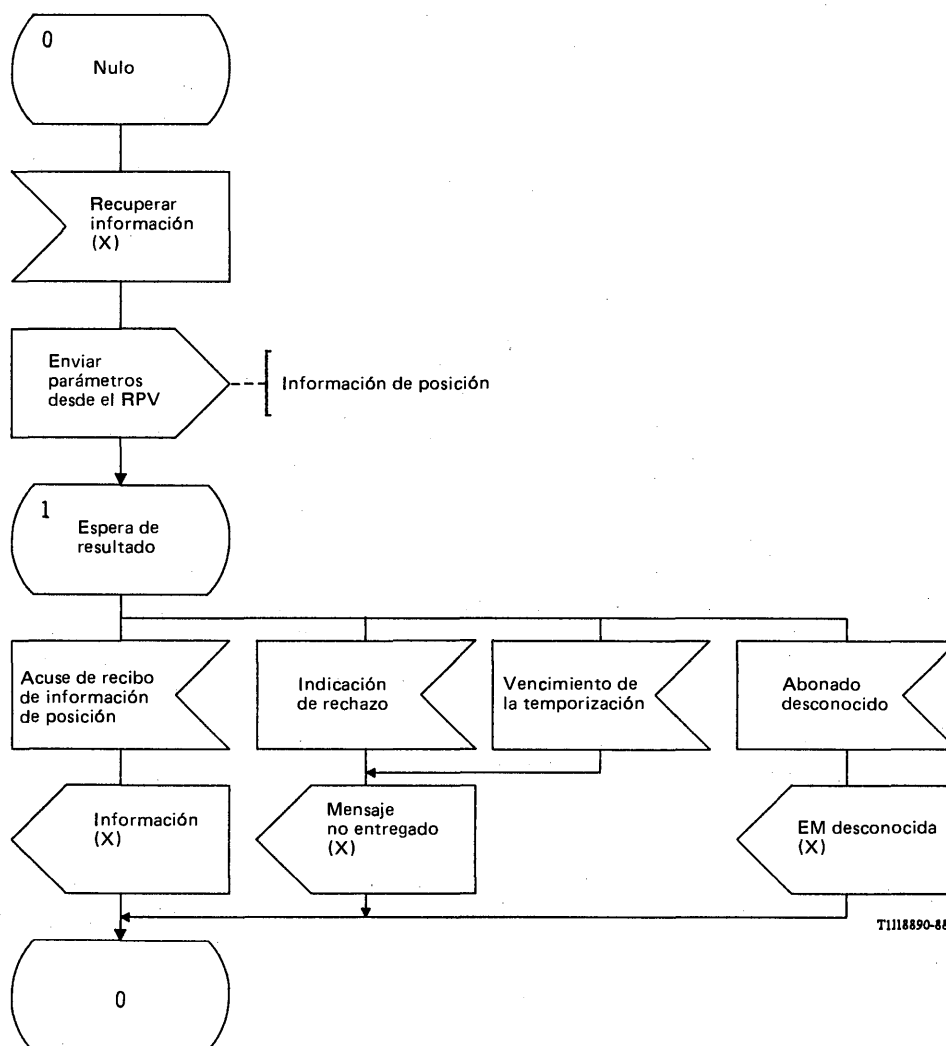 0
Nulo
Recuperar
información
(X)
Enviar
parámetros
desde el RPV
Información de posición
1
Espera de
resultado
Acuse de recibo
de información
de posición
Indicación
de rechazo
Vencimiento de
la temporización
Abonado
desconocido
Información
(X)
Mensaje
no entregado
(X)
EM desconocida
(X)
T1118890-88
0